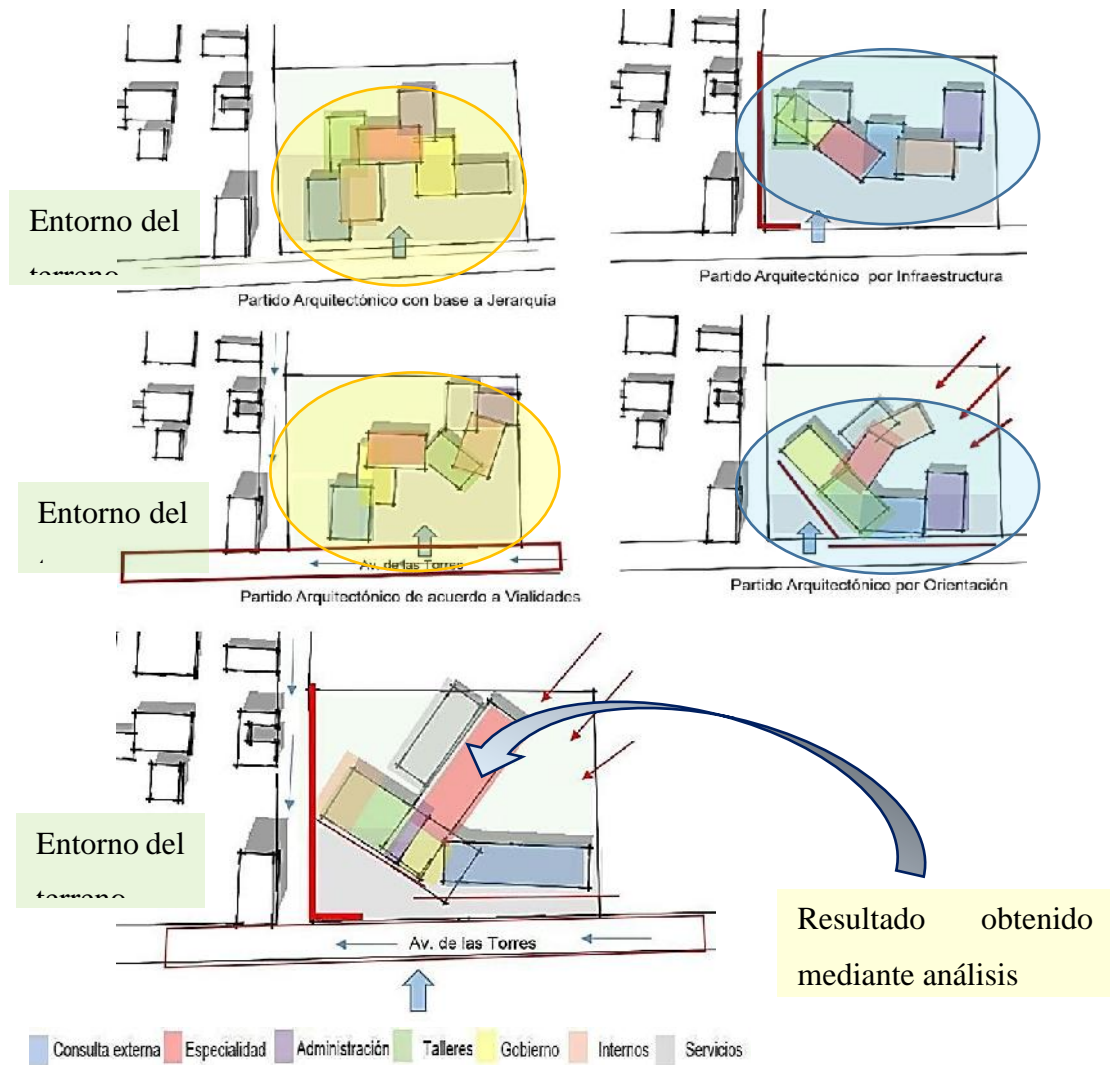 Entorno del
terreno
Partido Arquitectónico con base a Jerarquía
Partido Arquitectónico por Infraestructura
Entorno del
Av. de las Torres
Partido Arquitectónico de acuerdo a Vialidades
Partido Arquitectónico por Orientación
Entorno del
terreno
Av. de las Torres
Resultado obtenido
mediante análisis
Consulta externa Especialidad Administración Talleres Gobierno Internos Servicios